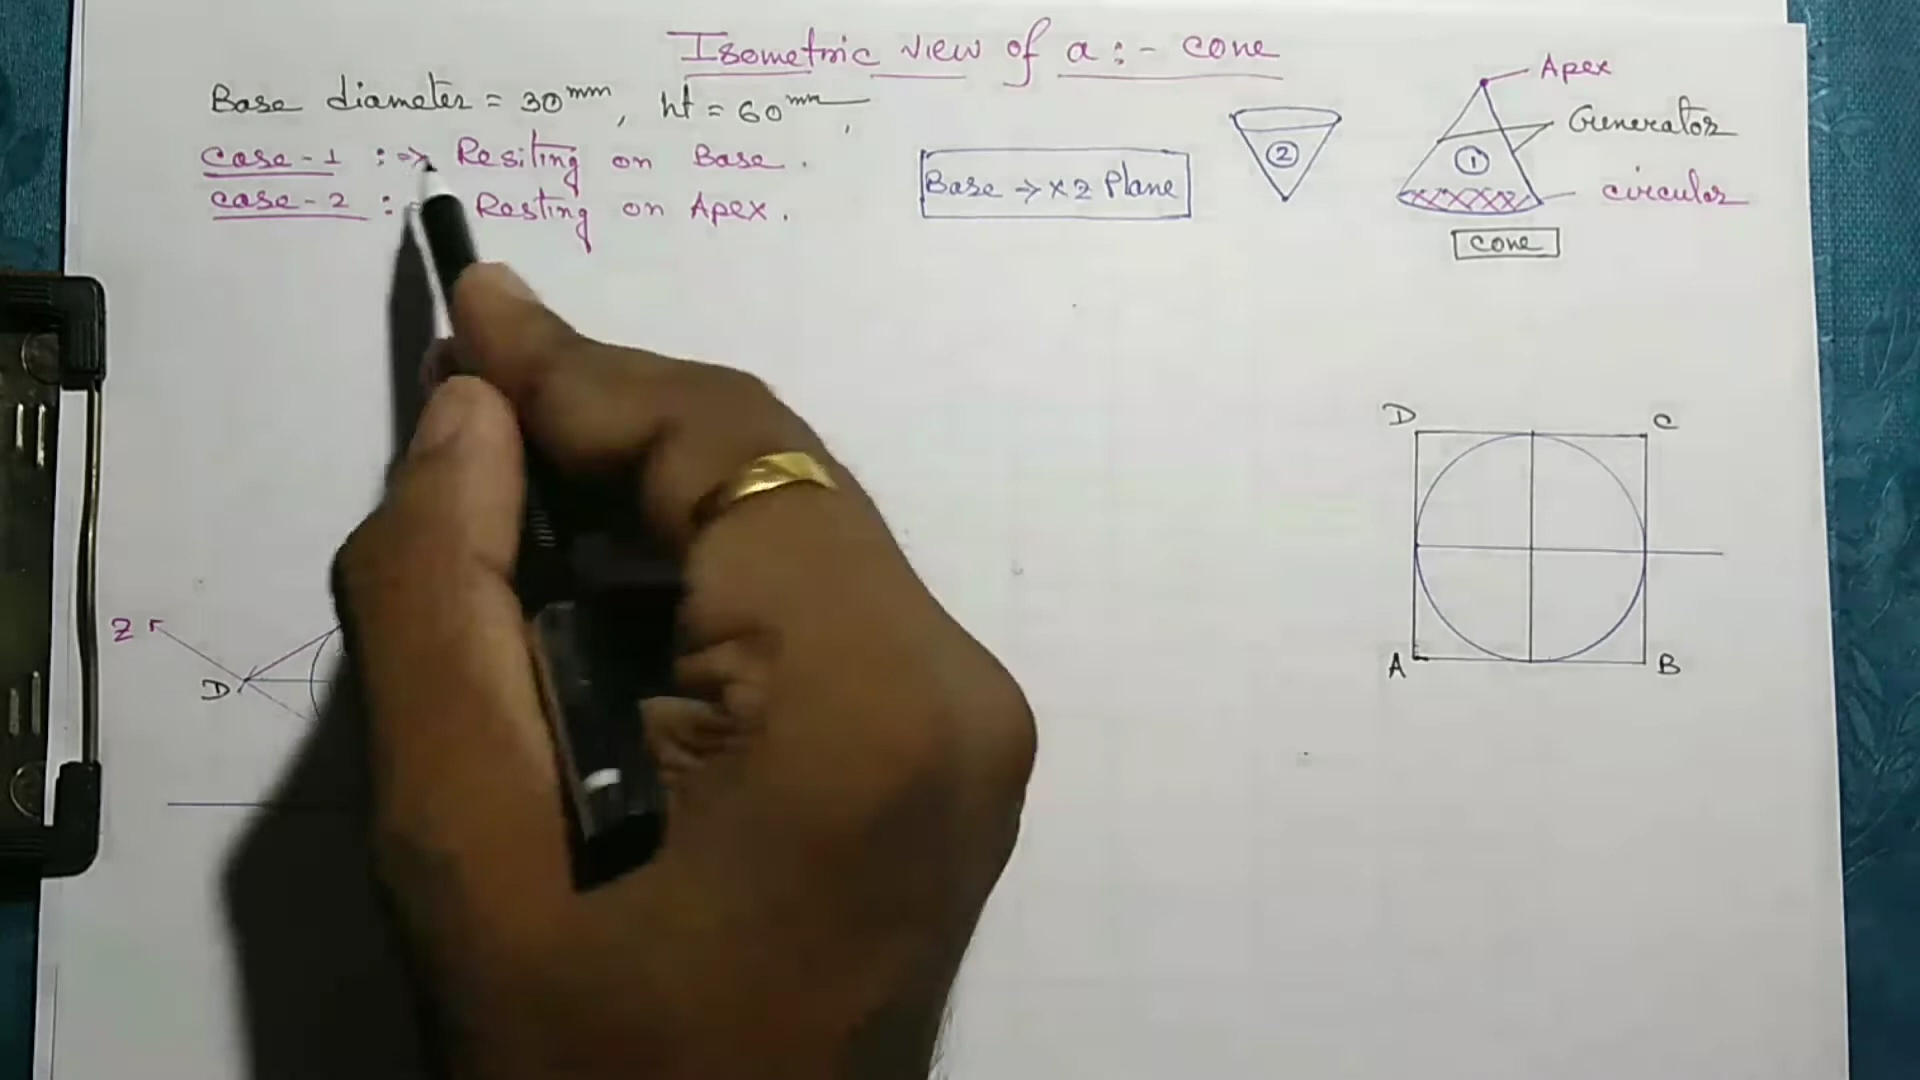 Isometric view of a :- cone
Base diameter = 30mm, ht = 60mm,
Case-1 :⇒ Resiting on Base.
Case-2 : Resting on Apex.
Base → xz Plane
2
Apex
Generator
1
circular
cone
D
C
A
B
Z
D